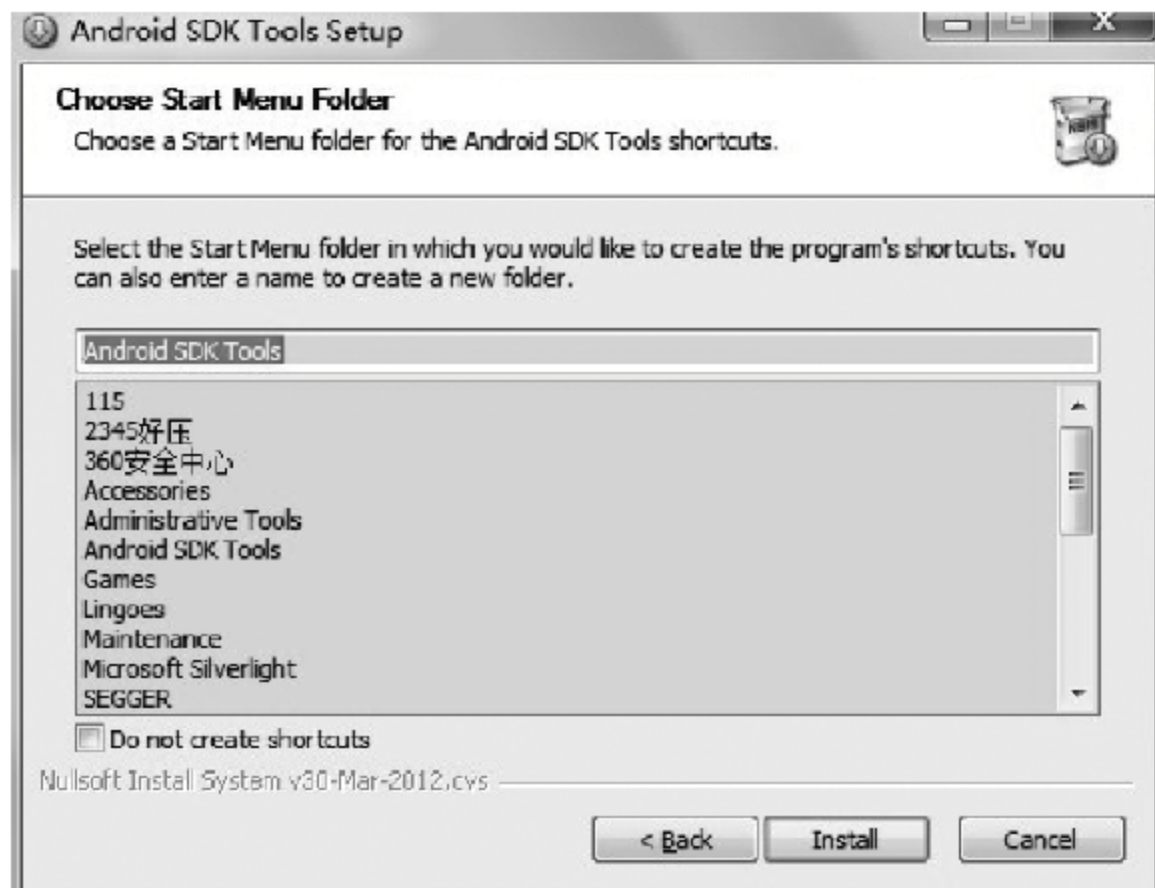 Android SDK Tools Setup
Choose Start Menu Folder
Choose a Start Menu folder for the Android SDK Tools shortcuts.
Select the Start Menu folder in which you would like to create the program's shortcuts. You
can also enter a name to create a new folder.
Android SDK Tools
115
2345好压
360安全中心
Accessories
Administrative Tools
Android SDK Tools
Games
Lingoes
Maintenance
Microsoft Silverlight
SEGGER
Do not create shortcuts
Nullsoft Install System v30-Mar-2012.cvs
< Back
Install
Cancel